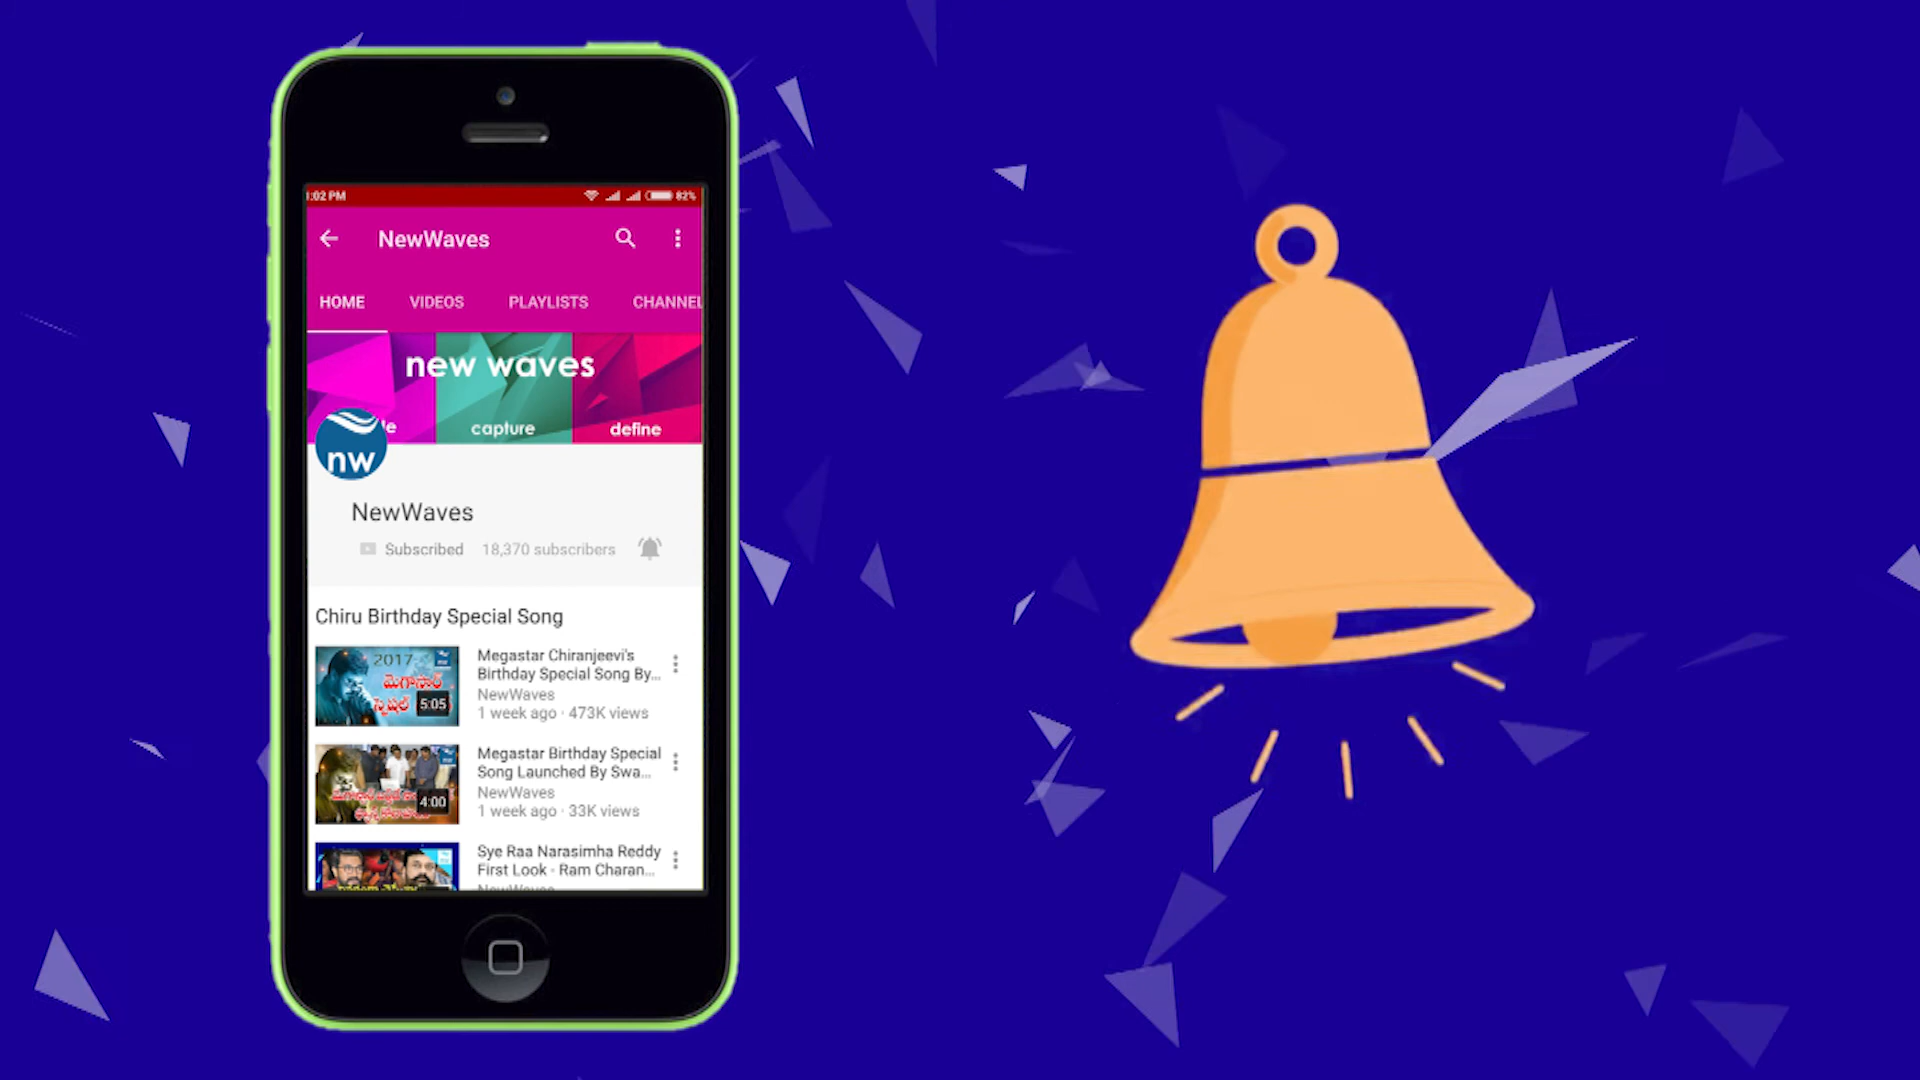 1:02 PM
82%
NewWaves
HOME VIDEOS PLAYLISTS CHANNEL
new waves
capture
define
nw
NewWaves
Subscribed 18,370 subscribers
Chiru Birthday Special Song
2017
మెగాస్టార్
స్పెషల్
5:05
Megastar Chiranjeevi's
Birthday Special Song By...
NewWaves
1 week ago · 473K views
4:00
Megastar Birthday Special
Song Launched By Swa...
NewWaves
1 week ago · 33K views
Sye Raa Narasimha Reddy
First Look - Ram Charan...
NewWaves